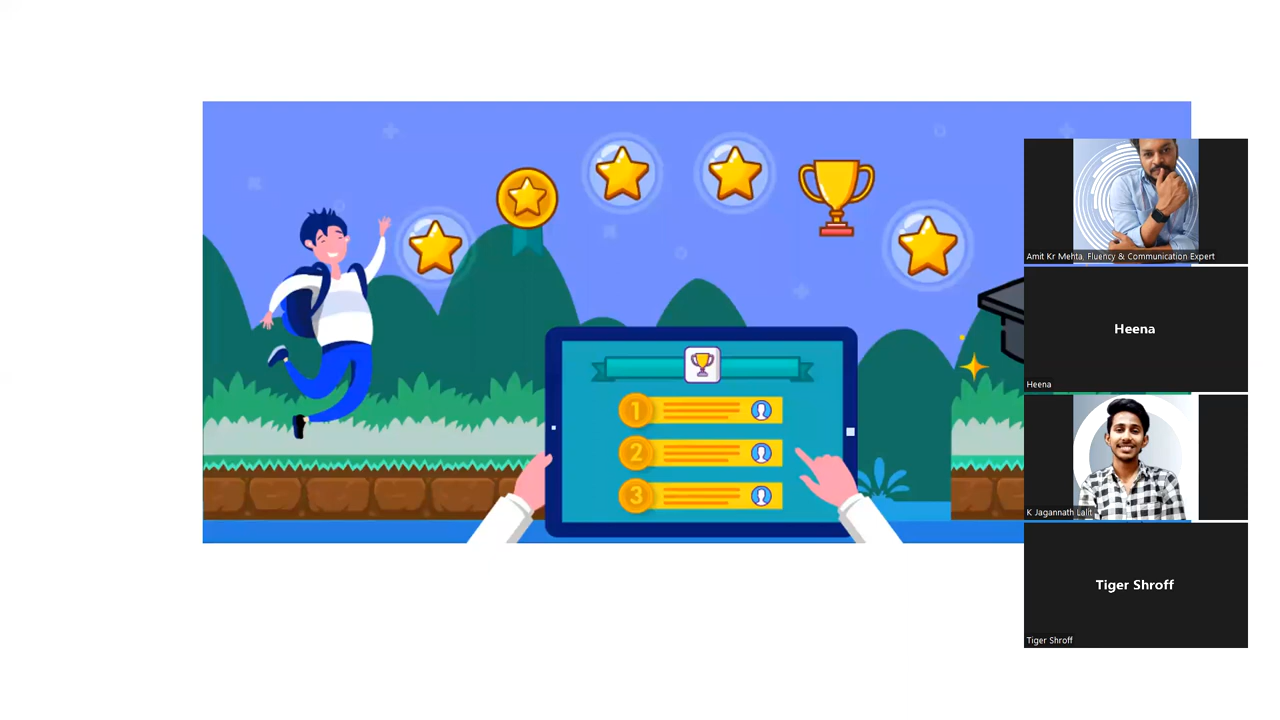 1
2
3
Amit Kr Mehta, Fluency & Communication Expert
Heena
Heena
K Jagannath Lalit
Tiger Shroff
Tiger Shroff